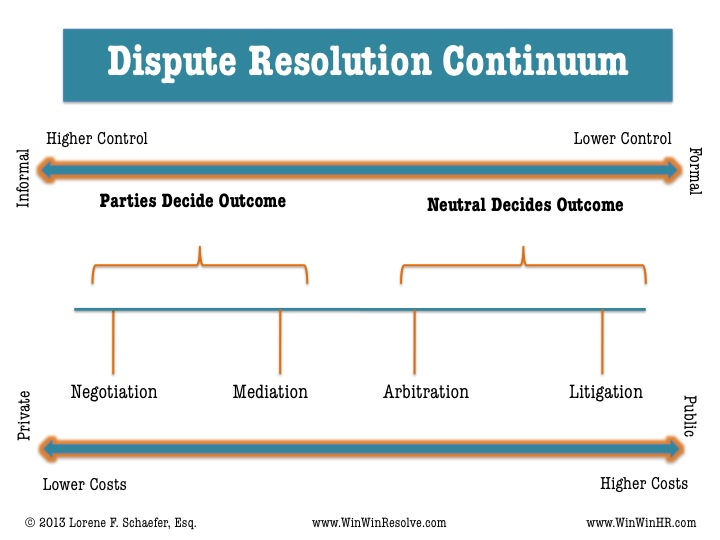 Dispute Resolution Continuum
Higher Control
Lower Control
Informal
Formal
Parties Decide Outcome
Neutral Decides Outcome
Negotiation
Mediation
Arbitration
Litigation
Private
Public
Lower Costs
Higher Costs
© 2013 Lorene F. Schaefer, Esq.
www.WinWinResolve.com
www.WinWinHR.com